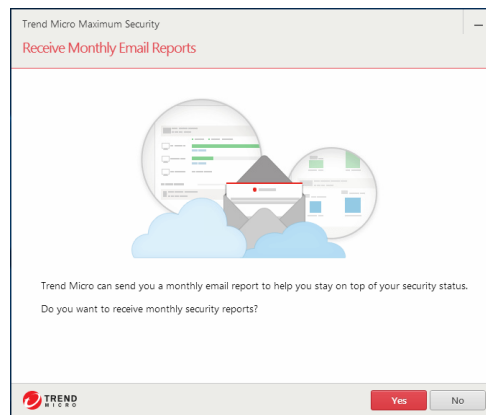 Trend Micro Maximum Security
Receive Monthly Email Reports
Trend Micro can send you a monthly email report to help you stay on top of your security status.
Do you want to receive monthly security reports?
TREND
MICRO
Yes
No